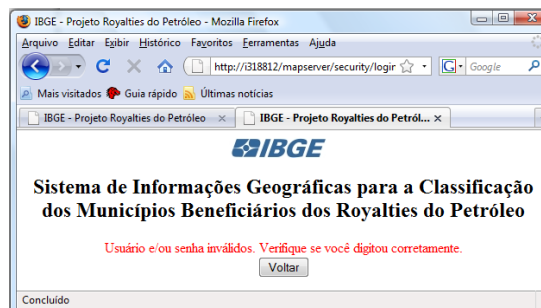 IBGE - Projeto Royalties do Petróleo - Mozilla Firefox
Arquivo Editar Exibir Histórico Favoritos Ferramentas Ajuda
http://i318812/mapserver/security/login Google
Mais visitados Guia rápido Últimas notícias
IBGE - Projeto Royalties do Petróleo IBGE - Projeto Royalties do Petról...
IBGE
Sistema de Informações Geográficas para a Classificação
dos Municípios Beneficiários dos Royalties do Petróleo
Usuário e/ou senha inválidos. Verifique se você digitou corretamente.
Voltar
Concluído